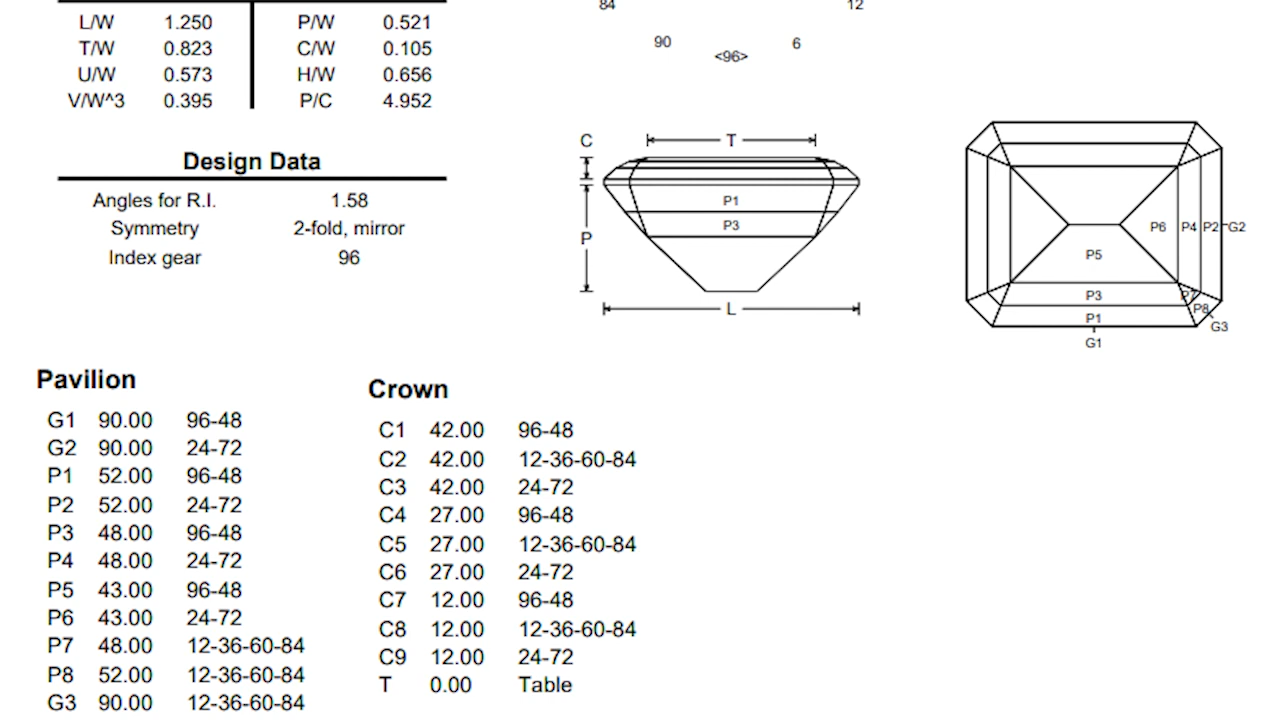 L/W 1.250 P/W 0.521
T/W 0.823 C/W 0.105
U/W 0.573 H/W 0.656
V/W^3 0.395 P/C 4.952
Design Data
Angles for R.I. 1.58
Symmetry 2-fold, mirror
Index gear 96
84 12
90 6
<96>
C T
P1
P3
P
L
P6 P4 P2 G2
P5
P3 P7
P8
P1 G3
G1
Pavilion
G1 90.00 96-48
G2 90.00 24-72
P1 52.00 96-48
P2 52.00 24-72
P3 48.00 96-48
P4 48.00 24-72
P5 43.00 96-48
P6 43.00 24-72
P7 48.00 12-36-60-84
P8 52.00 12-36-60-84
G3 90.00 12-36-60-84
Crown
C1 42.00 96-48
C2 42.00 12-36-60-84
C3 42.00 24-72
C4 27.00 96-48
C5 27.00 12-36-60-84
C6 27.00 24-72
C7 12.00 96-48
C8 12.00 12-36-60-84
C9 12.00 24-72
T 0.00 Table